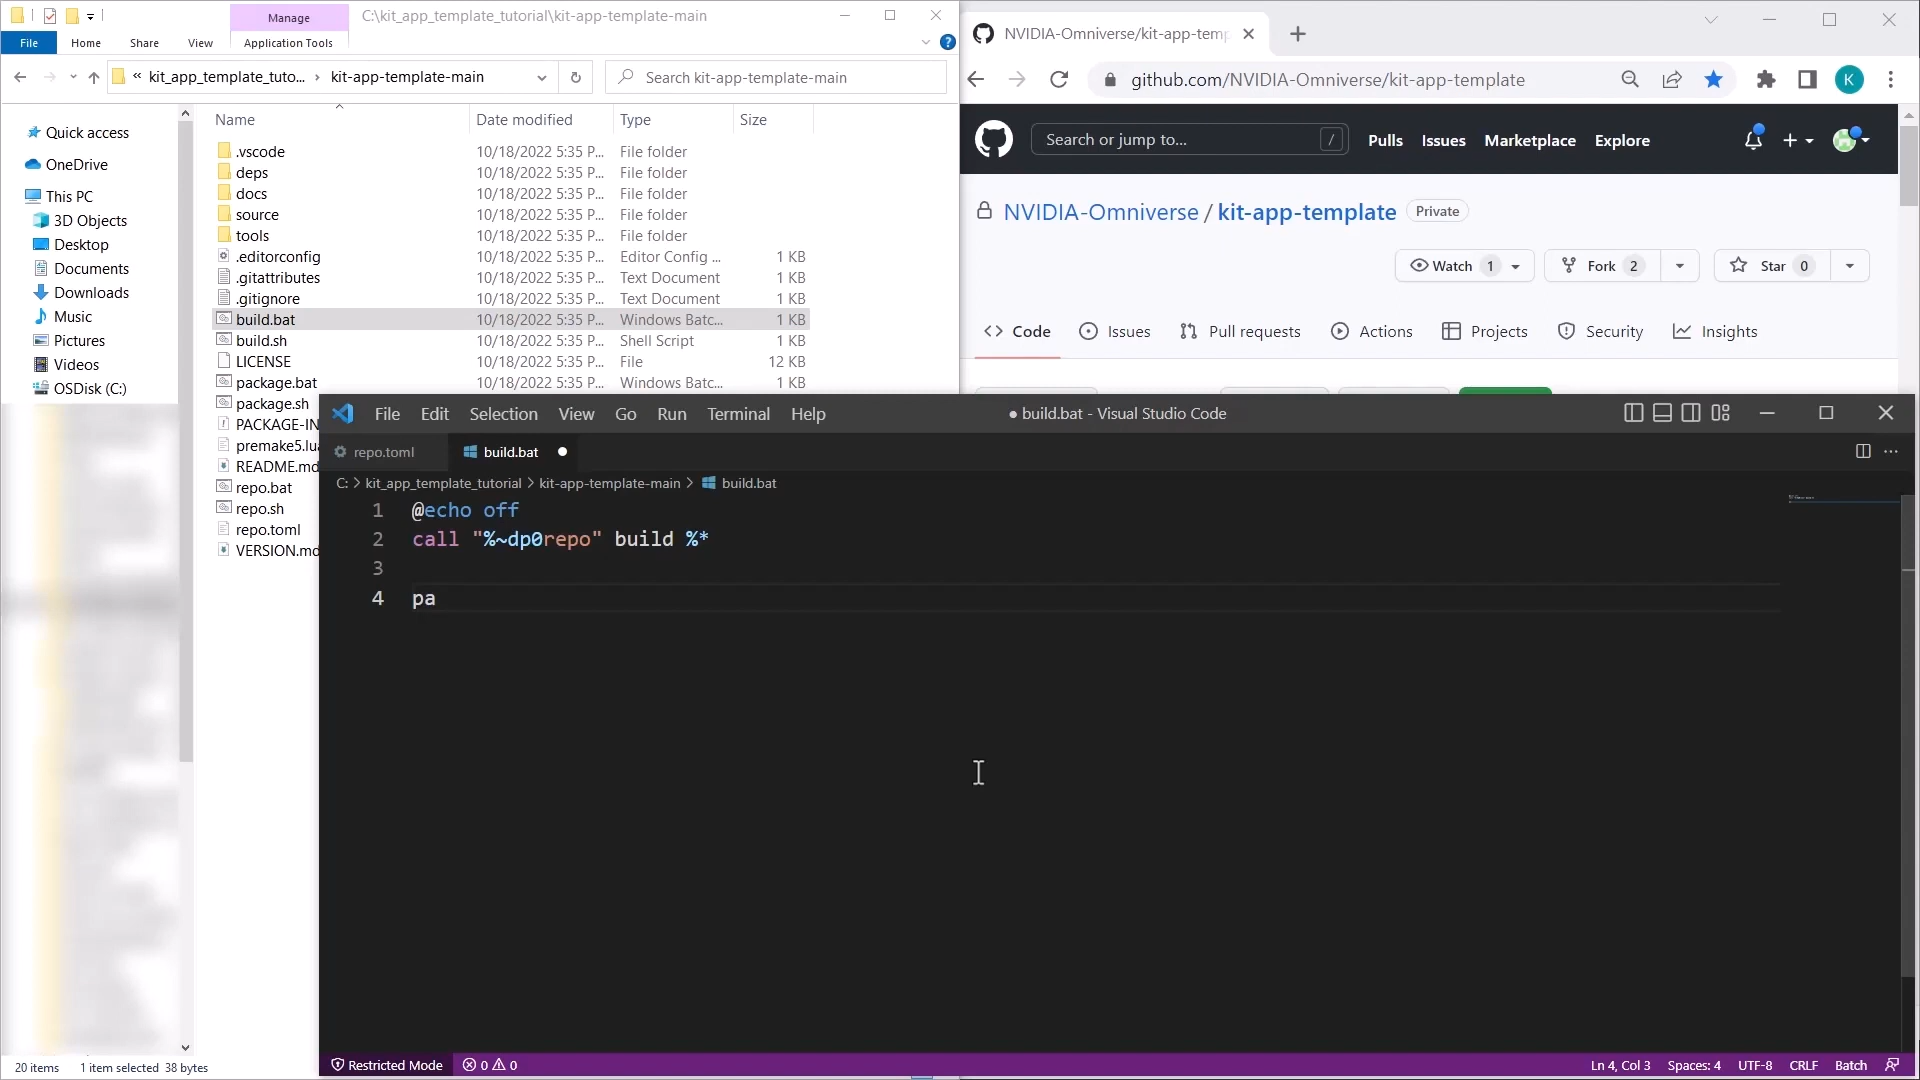 Manage
C:\kit_app_template_tutorial\kit-app-template-main
File Home Share View Application Tools
« kit_app_template_tuto... › kit-app-template-main
Search kit-app-template-main
Quick access
OneDrive
This PC
3D Objects
Desktop
Documents
Downloads
Music
Pictures
Videos
OSDisk (C:)
Name Date modified Type Size
.vscode 10/18/2022 5:35 P... File folder
deps 10/18/2022 5:35 P... File folder
docs 10/18/2022 5:35 P... File folder
source 10/18/2022 5:35 P... File folder
tools 10/18/2022 5:35 P... File folder
.editorconfig 10/18/2022 5:35 P... Editor Config ... 1 KB
.gitattributes 10/18/2022 5:35 P... Text Document 1 KB
.gitignore 10/18/2022 5:35 P... Text Document 1 KB
build.bat 10/18/2022 5:35 P... Windows Batc... 1 KB
build.sh 10/18/2022 5:35 P... Shell Script 1 KB
LICENSE 10/18/2022 5:35 P... File 12 KB
package.bat 10/18/2022 5:35 P... Windows Batc... 1 KB
package.sh
PACKAGE-IN
premake5.lua
README.md
repo.bat
repo.sh
repo.toml
VERSION.md
20 items 1 item selected 38 bytes
NVIDIA-Omniverse/kit-app-temp
github.com/NVIDIA-Omniverse/kit-app-template
K
Search or jump to... /
Pulls Issues Marketplace Explore
NVIDIA-Omniverse / kit-app-template Private
Watch 1 Fork 2 Star 0
Code Issues Pull requests Actions Projects Security Insights
File Edit Selection View Go Run Terminal Help
● build.bat - Visual Studio Code
repo.toml build.bat ●
C: > kit_app_template_tutorial > kit-app-template-main > build.bat
1 @echo off
2 call "%~dp0repo" build %*
3
4 pa
Restricted Mode 0 0
Ln 4, Col 3 Spaces: 4 UTF-8 CRLF Batch